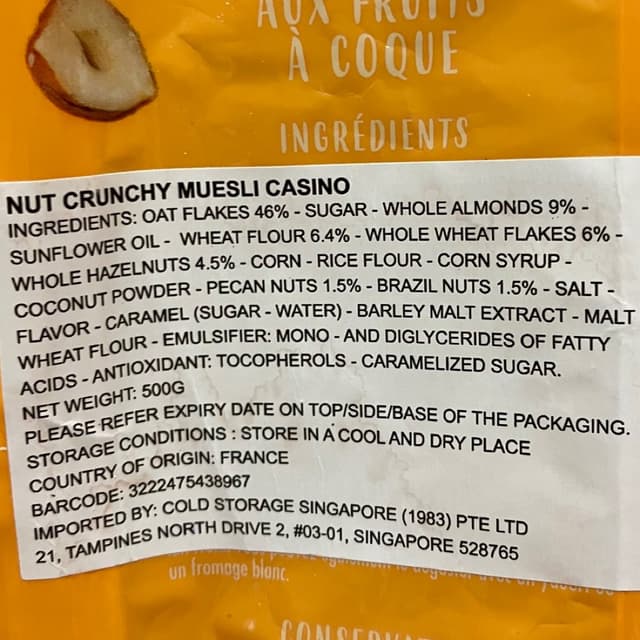 AUX FRUITS
À COQUE
INGRÉDIENTS
NUT CRUNCHY MUESLI CASINO
INGREDIENTS: OAT FLAKES 46% - SUGAR - WHOLE ALMONDS 9% -
SUNFLOWER OIL - WHEAT FLOUR 6.4% - WHOLE WHEAT FLAKES 6% -
WHOLE HAZELNUTS 4.5% - CORN - RICE FLOUR - CORN SYRUP -
COCONUT POWDER - PECAN NUTS 1.5% - BRAZIL NUTS 1.5% - SALT -
FLAVOR - CARAMEL (SUGAR - WATER) - BARLEY MALT EXTRACT - MALT
WHEAT FLOUR - EMULSIFIER: MONO - AND DIGLYCERIDES OF FATTY
ACIDS - ANTIOXIDANT: TOCOPHEROLS - CARAMELIZED SUGAR.
NET WEIGHT: 500G
PLEASE REFER EXPIRY DATE ON TOP/SIDE/BASE OF THE PACKAGING.
STORAGE CONDITIONS : STORE IN A COOL AND DRY PLACE
COUNTRY OF ORIGIN: FRANCE
BARCODE: 3222475438967
IMPORTED BY: COLD STORAGE SINGAPORE (1983) PTE LTD
21, TAMPINES NORTH DRIVE 2, #03-01, SINGAPORE 528765
un fromage blanc.